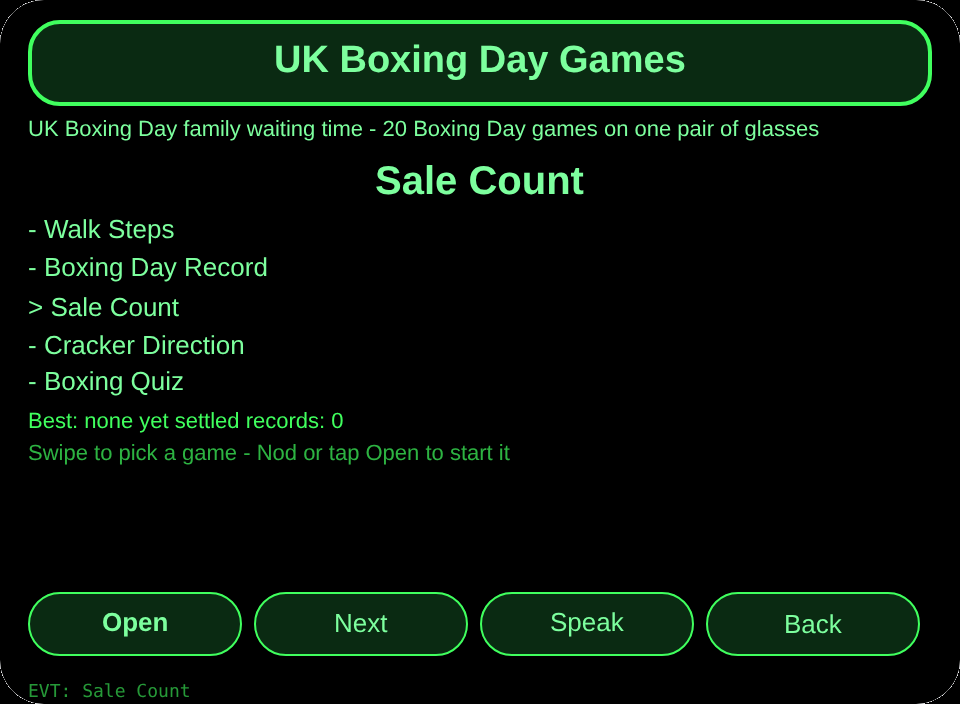 UK Boxing Day Games
UK Boxing Day family waiting time - 20 Boxing Day games on one pair of glasses
Sale Count
- Walk Steps
- Boxing Day Record
> Sale Count
- Cracker Direction
- Boxing Quiz
Best: none yet settled records: 0
Swipe to pick a game - Nod or tap Open to start it
Open Next Speak Back
EVT: Sale Count